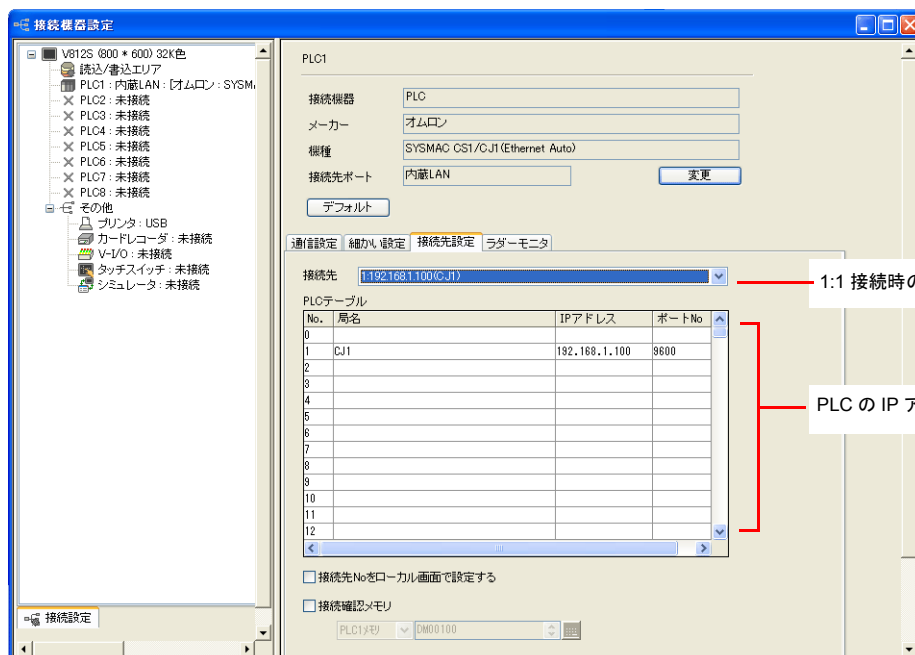 接続機器設定
V812S (800 * 600) 32K色
読込/書込エリア
PLC1 : 内蔵LAN : [オムロン : SYSM
PLC2 : 未接続
PLC3 : 未接続
PLC4 : 未接続
PLC5 : 未接続
PLC6 : 未接続
PLC7 : 未接続
PLC8 : 未接続
その他
プリンタ : USB
カードレコーダ : 未接続
V-I/O : 未接続
タッチスイッチ : 未接続
シミュレータ : 未接続
接続設定
PLC1
接続機器 PLC
メーカー オムロン
機種 SYSMAC CS1/CJ1(Ethernet Auto)
接続先ポート 内蔵LAN 変更
デフォルト
通信設定 細かい設定 接続先設定 ラダーモニタ
接続先 1:192.168.1.100(CJ1)
1:1 接続時の
PLCテーブル
No. 局名 IPアドレス ポートNo
0
1 CJ1 192.168.1.100 9600
2
3
4
5
6
7
8
9
10
11
12
PLC の IP ア
接続先Noをローカル画面で設定する
接続確認メモリ
PLC1メモリ DM00100